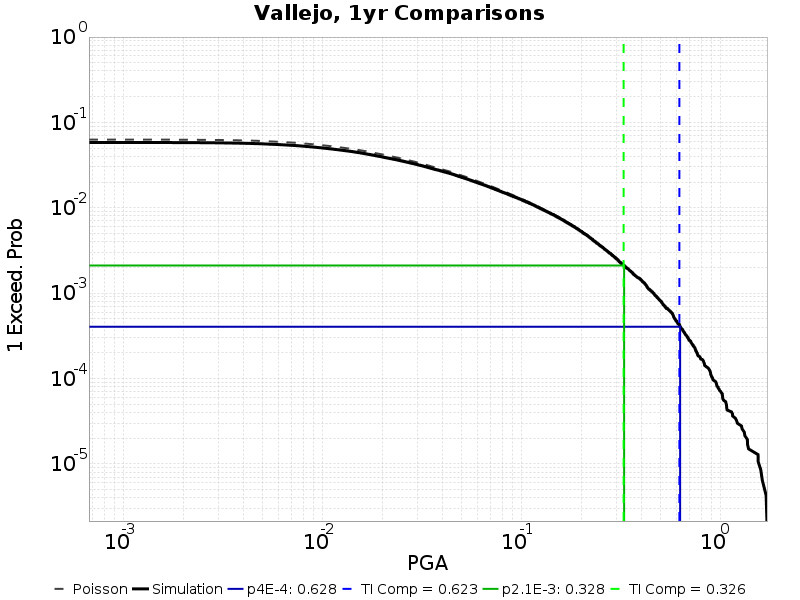 Vallejo, 1yr Comparisons
1 Exceed. Prob
10^0
10^-1
10^-2
10^-3
10^-4
10^-5
10^-3 10^-2 10^-1 10^0
PGA
Poisson Simulation p4E-4: 0.628 TI Comp = 0.623 p2.1E-3: 0.328 TI Comp = 0.326